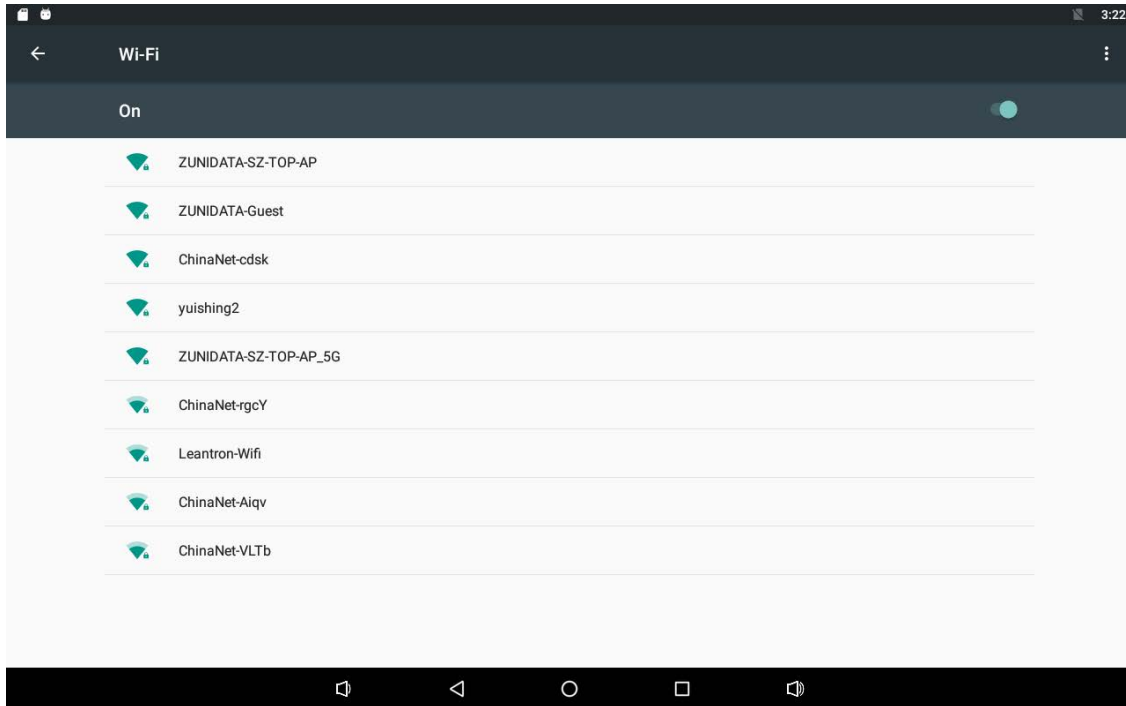 3:22
Wi-Fi
On
ZUNIDATA-SZ-TOP-AP
ZUNIDATA-Guest
ChinaNet-cdsk
yuishing2
ZUNIDATA-SZ-TOP-AP_5G
ChinaNet-rgcY
Leantron-Wifi
ChinaNet-Aiqv
ChinaNet-VLTb